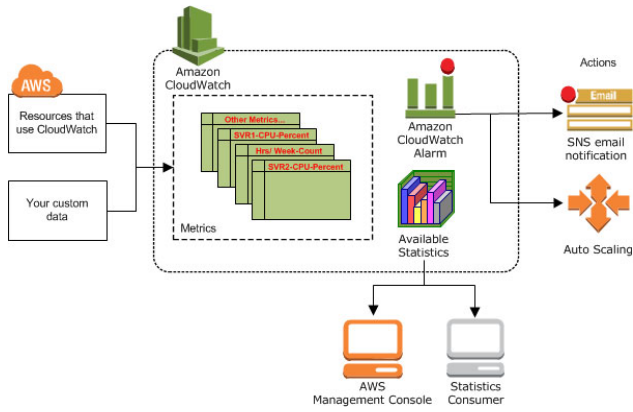 Amazon
CloudWatch
Actions
AWS
Resources that
use CloudWatch
Your custom
data
Other Metrics...
SVR1-CPU-Percent
Hrs/ Week-Count
SVR2-CPU-Percent
Metrics
Amazon
CloudWatch
Alarm
Available
Statistics
Email
SNS email
notification
Auto Scaling
AWS
Management Console
Statistics
Consumer